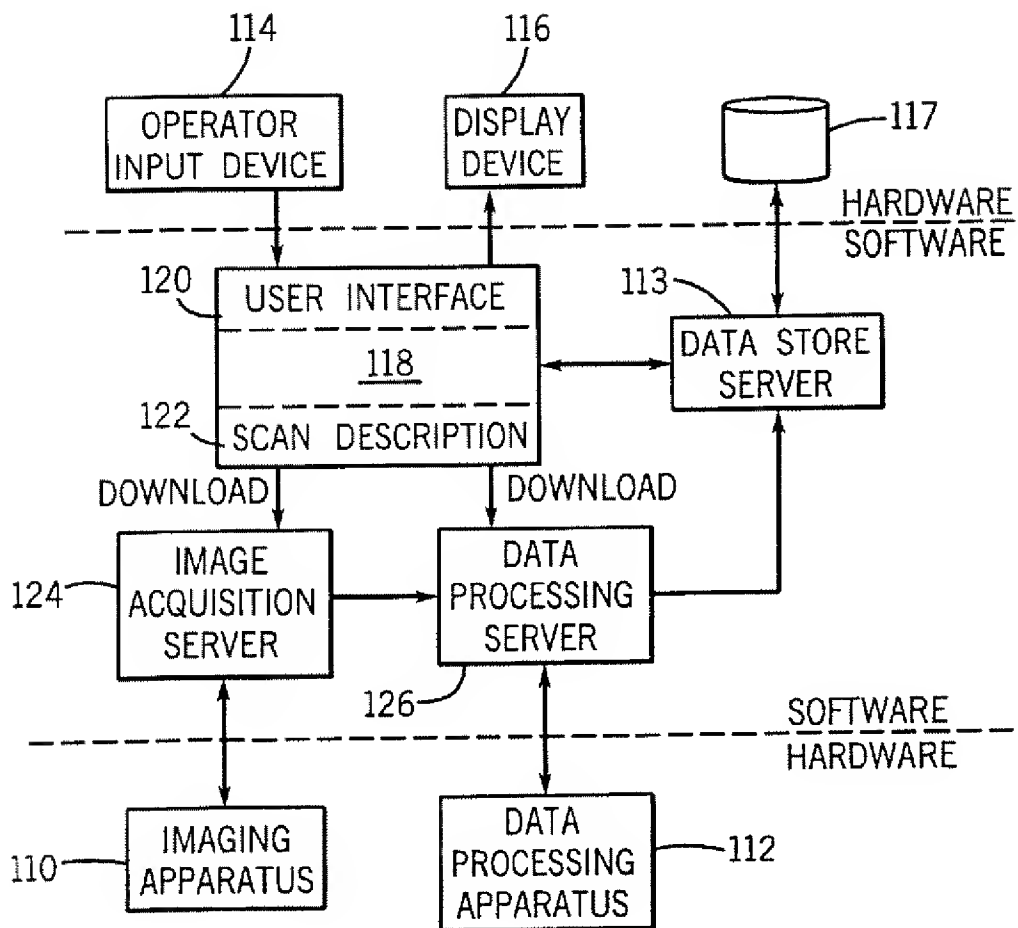 114
116
OPERATOR
INPUT DEVICE
DISPLAY
DEVICE
117
HARDWARE
SOFTWARE
120
USER INTERFACE
113
118
DATA STORE
SERVER
122
SCAN DESCRIPTION
DOWNLOAD
DOWNLOAD
124
IMAGE
ACQUISITION
SERVER
DATA
PROCESSING
SERVER
126
SOFTWARE
HARDWARE
110
IMAGING
APPARATUS
DATA
PROCESSING
APPARATUS
112